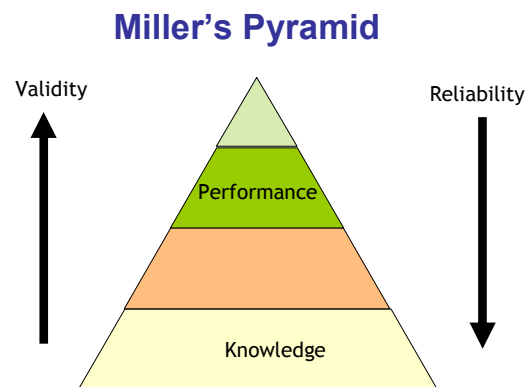 Miller's Pyramid
Validity
Reliability
Performance
Knowledge